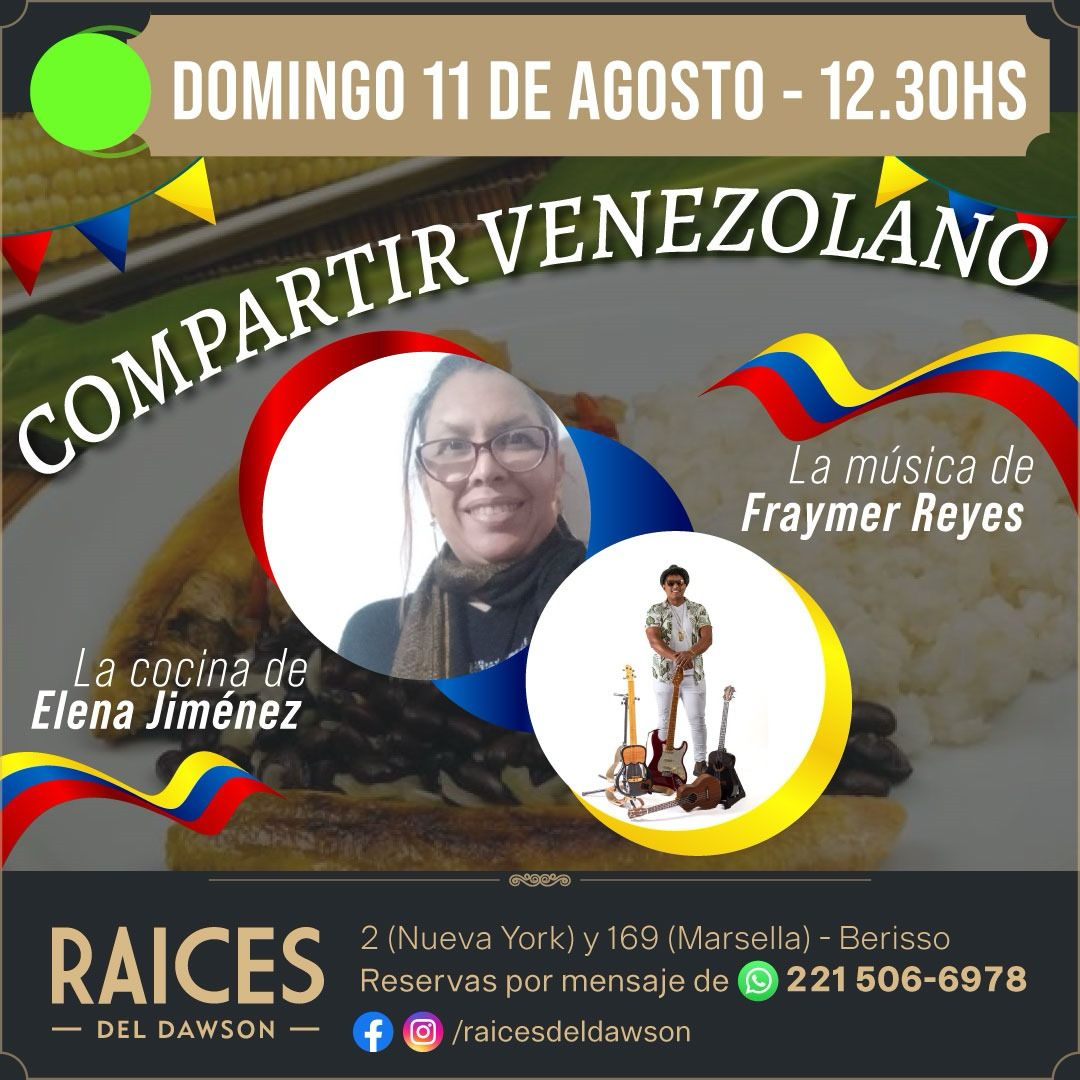 DOMINGO 11 DE AGOSTO - 12.30HS
COMPARTIR VENEZOLANO
La música de
Fraymer Reyes
La cocina de
Elena Jiménez
RAICES
DEL DAWSON
2 (Nueva York) y 169 (Marsella) - Berisso
Reservas por mensaje de 221 506-6978
/raicesdeldawson